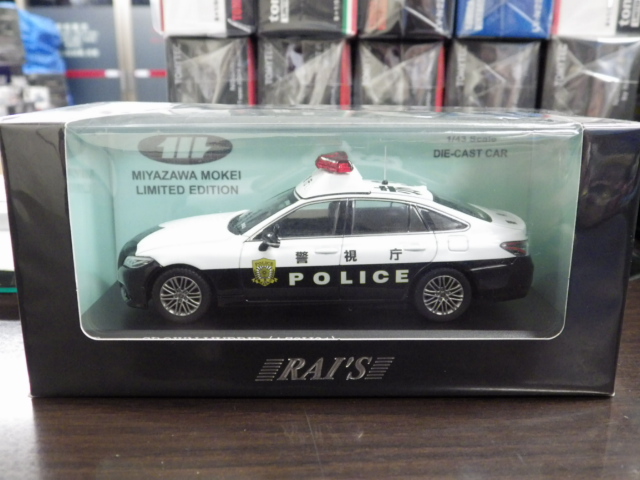 MIYAZAWA MOKEI
LIMITED EDITION
1/43 Scale
DIE-CAST CAR
警視庁
POLICE
RAI'S